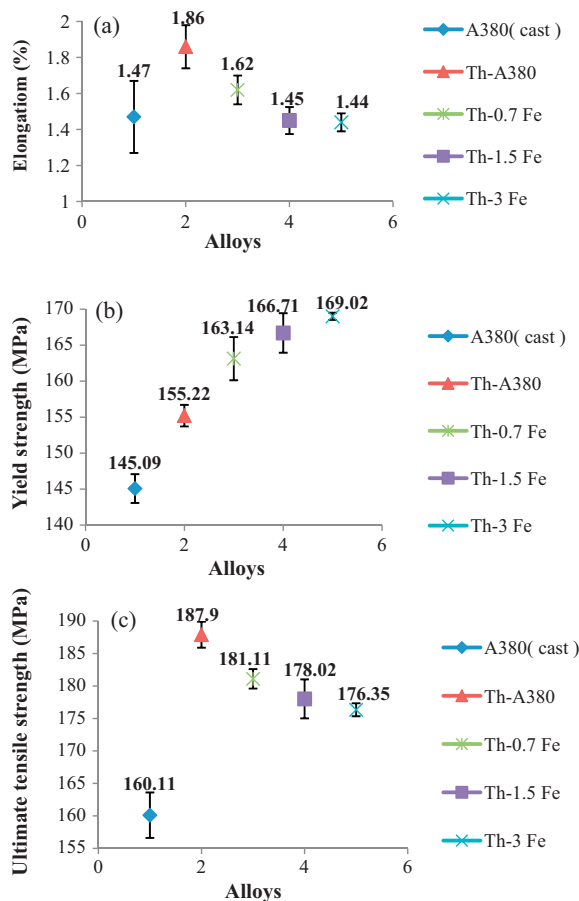 (a)
Elongatiom (%)
2
1.8
1.6
1.4
1.2
1
1.47
1.86
1.62
1.45
1.44
0
2
4
6
Alloys
A380( cast )
Th-A380
Th-0.7 Fe
Th-1.5 Fe
Th-3 Fe
(b)
Yield strength (MPa)
170
165
160
155
150
145
140
145.09
155.22
163.14
166.71
169.02
0
2
4
6
Alloys
A380( cast )
Th-A380
Th-0.7 Fe
Th-1.5 Fe
Th-3 Fe
(c)
Ultimate tensile strength (MPa)
190
185
180
175
170
165
160
155
160.11
187.9
181.11
178.02
176.35
0
2
4
6
Alloys
A380( cast )
Th-A380
Th-0.7 Fe
Th-1.5 Fe
Th-3 Fe